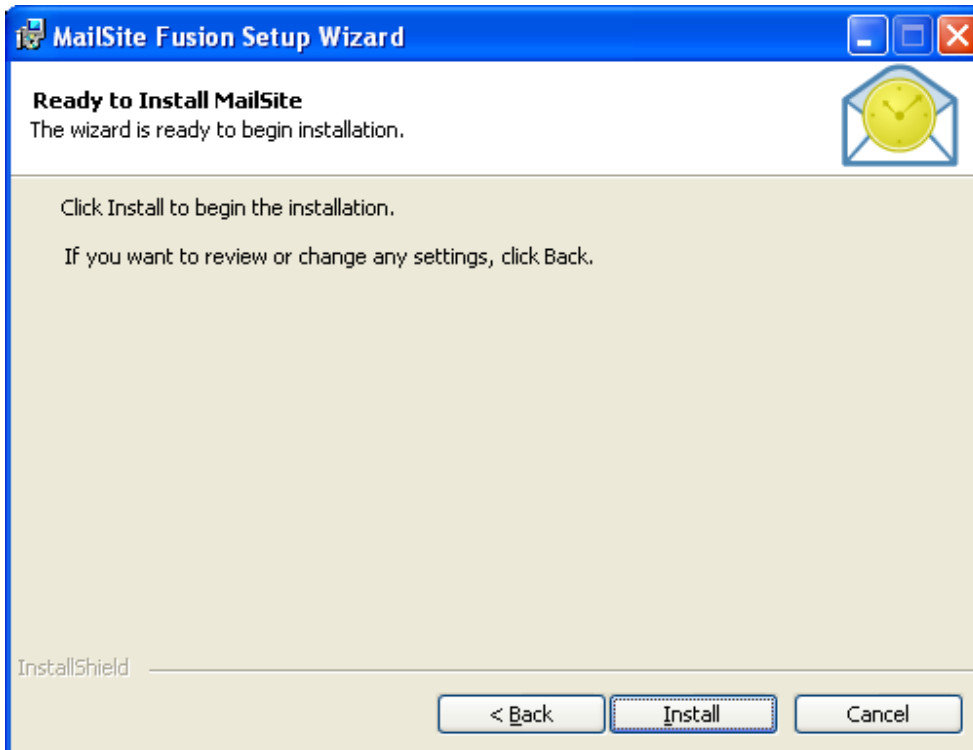 MailSite Fusion Setup Wizard
Ready to Install MailSite
The wizard is ready to begin installation.
Click Install to begin the installation.
If you want to review or change any settings, click Back.
InstallShield
< Back
Install
Cancel